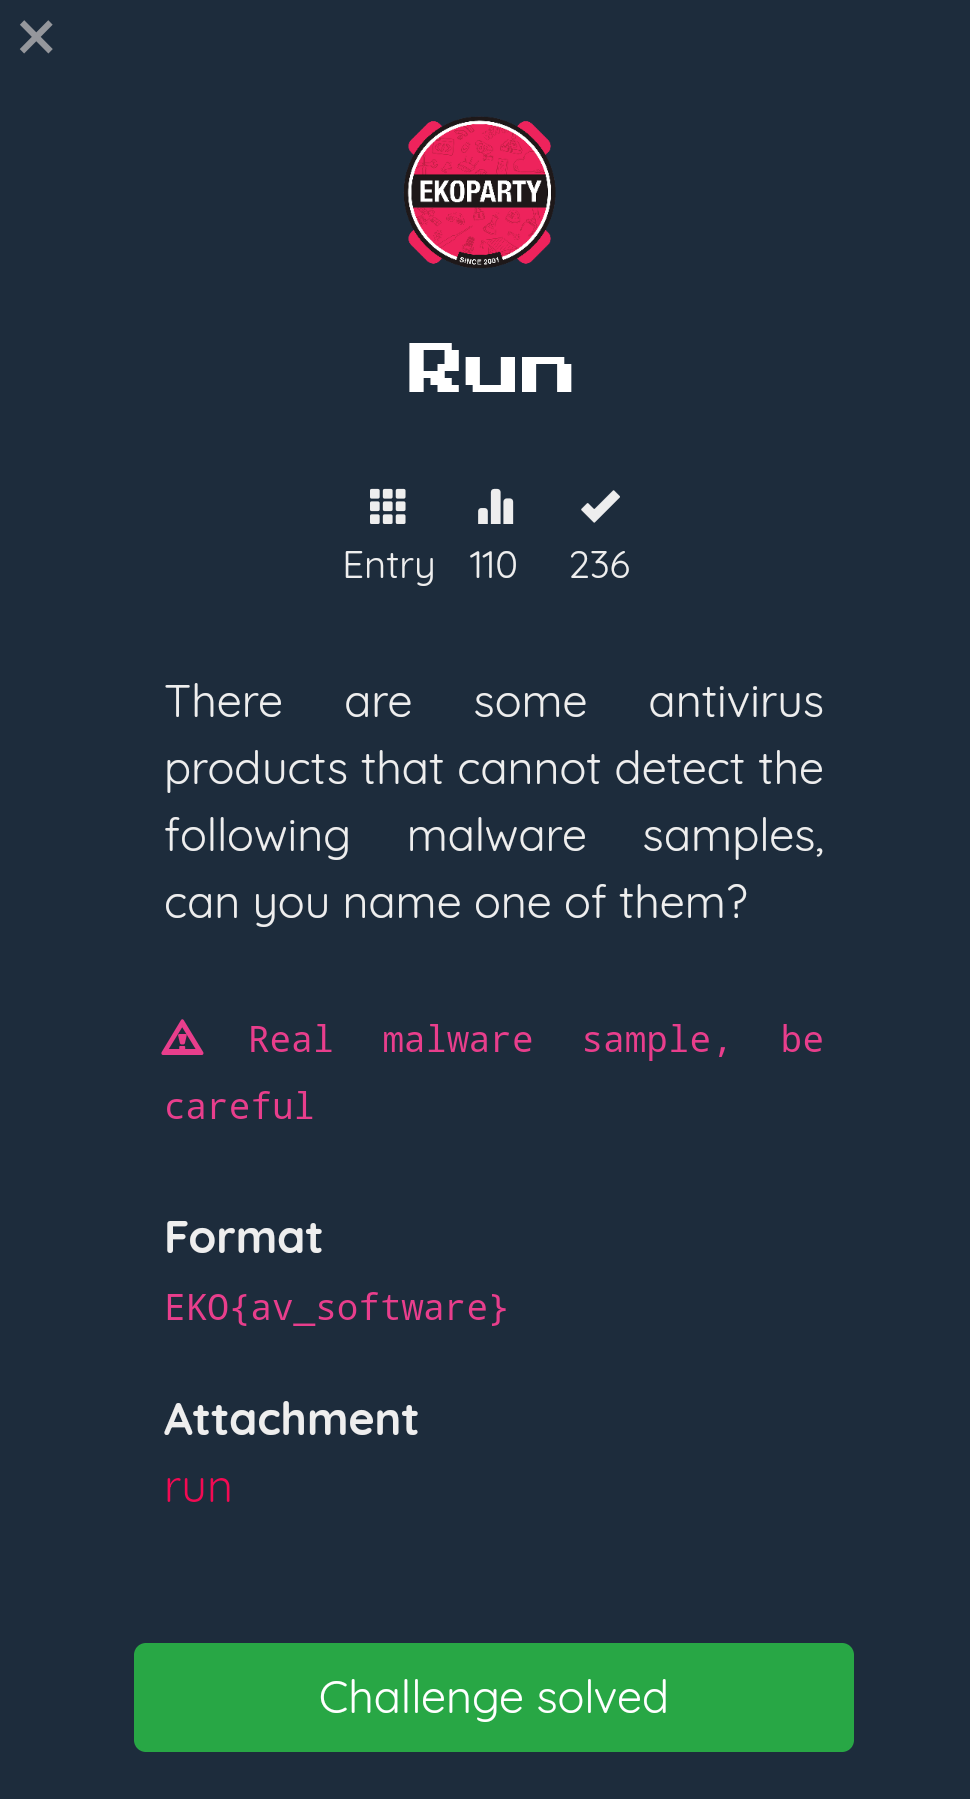 EKOPARTY
SINCE 2001
Run
Entry 110 236
There are some antivirus
products that cannot detect the
following malware samples,
can you name one of them?
Real malware sample, be
careful
Format
EKO{av_software}
Attachment
run
Challenge solved